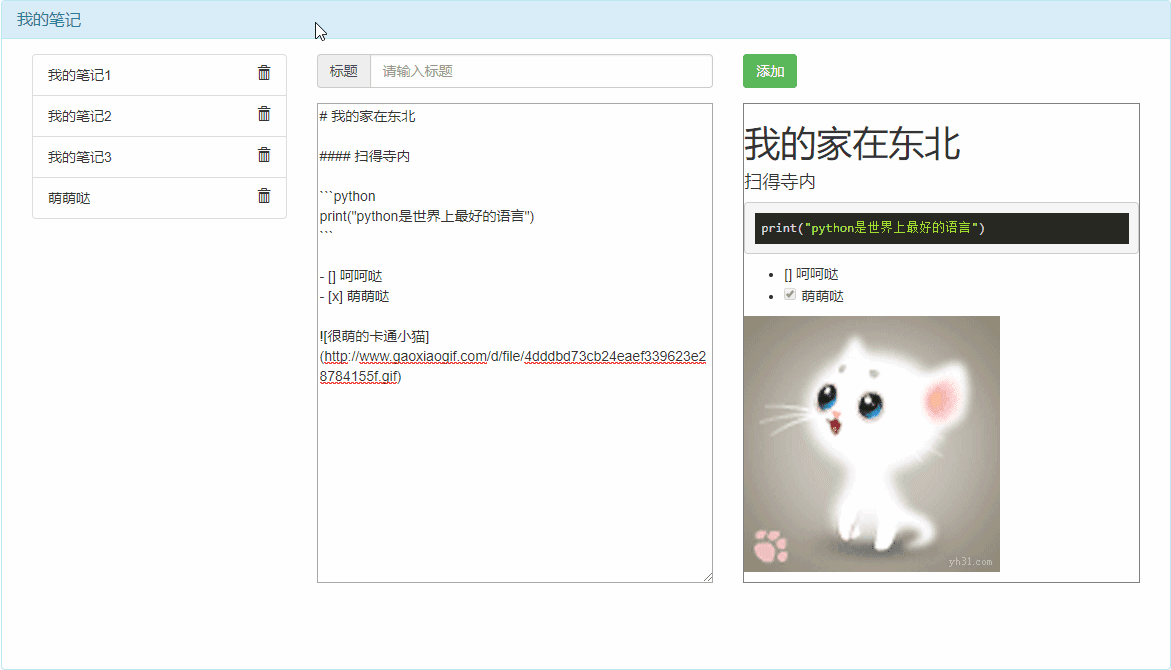 我的笔记
我的笔记1
我的笔记2
我的笔记3
萌萌哒
标题 请输入标题
# 我的家在东北
#### 扫得寺内
```python
print("python是世界上最好的语言")
```
- [] 呵呵哒
- [x] 萌萌哒
![很萌的卡通小猫]
(http://www.gaoxiaogif.com/d/file/4dddbd73cb24eaef339623e2
8784155f.gif)
添加
我的家在东北
扫得寺内
print("python是世界上最好的语言")
[] 呵呵哒
萌萌哒
yh31.com